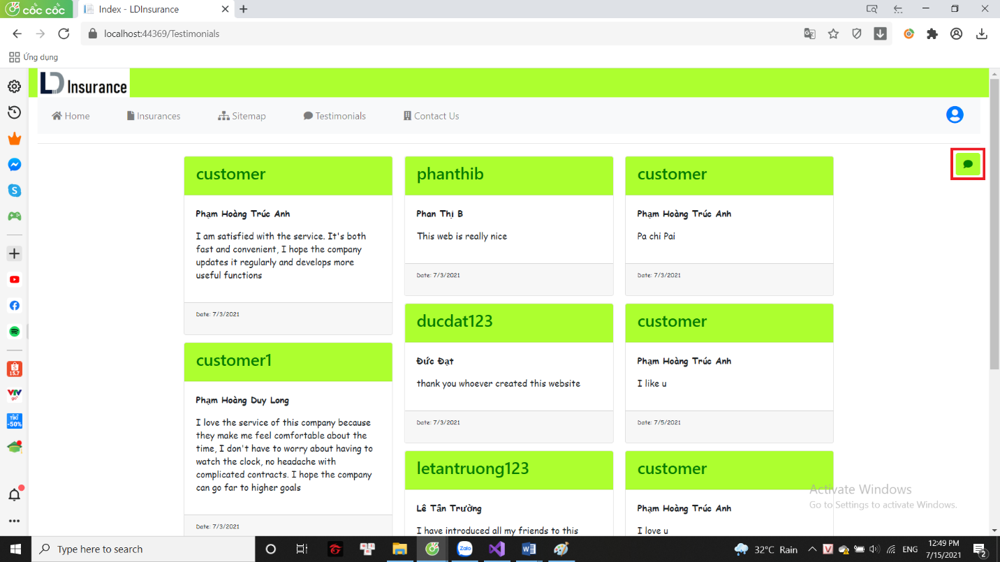 cốc cốc
Index - LDInsurance
localhost:44369/Testimonials
Ứng dụng
LD Insurance
Home
Insurances
Sitemap
Testimonials
Contact Us
customer
Phạm Hoàng Trúc Anh
I am satisfied with the service. It's both
fast and convenient, I hope the company
updates it regularly and develops more
useful functions
Date: 7/3/2021
customer1
Phạm Hoàng Duy Long
I love the service of this company because
they make me feel comfortable about the
time, I don't have to worry about having to
watch the clock, no headache with
complicated contracts. I hope the company
can go far to higher goals
Date: 7/3/2021
phanthib
Phan Thị B
This web is really nice
Date: 7/3/2021
ducdat123
Đức Đạt
thank you whoever created this website
Date: 7/3/2021
letantruong123
Lê Tấn Trường
I have introduced all my friends to this
customer
Phạm Hoàng Trúc Anh
Pa chi Pai
Date: 7/3/2021
customer
Phạm Hoàng Trúc Anh
I like u
Date: 7/5/2021
customer
Phạm Hoàng Trúc Anh
I love u
Activate Windows
Go to Settings to activate Windows.
15.7
VTV
go
TIKI
-50%
Type here to search
Zalo
32°C Rain
V
ENG
12:49 PM
7/15/2021
2